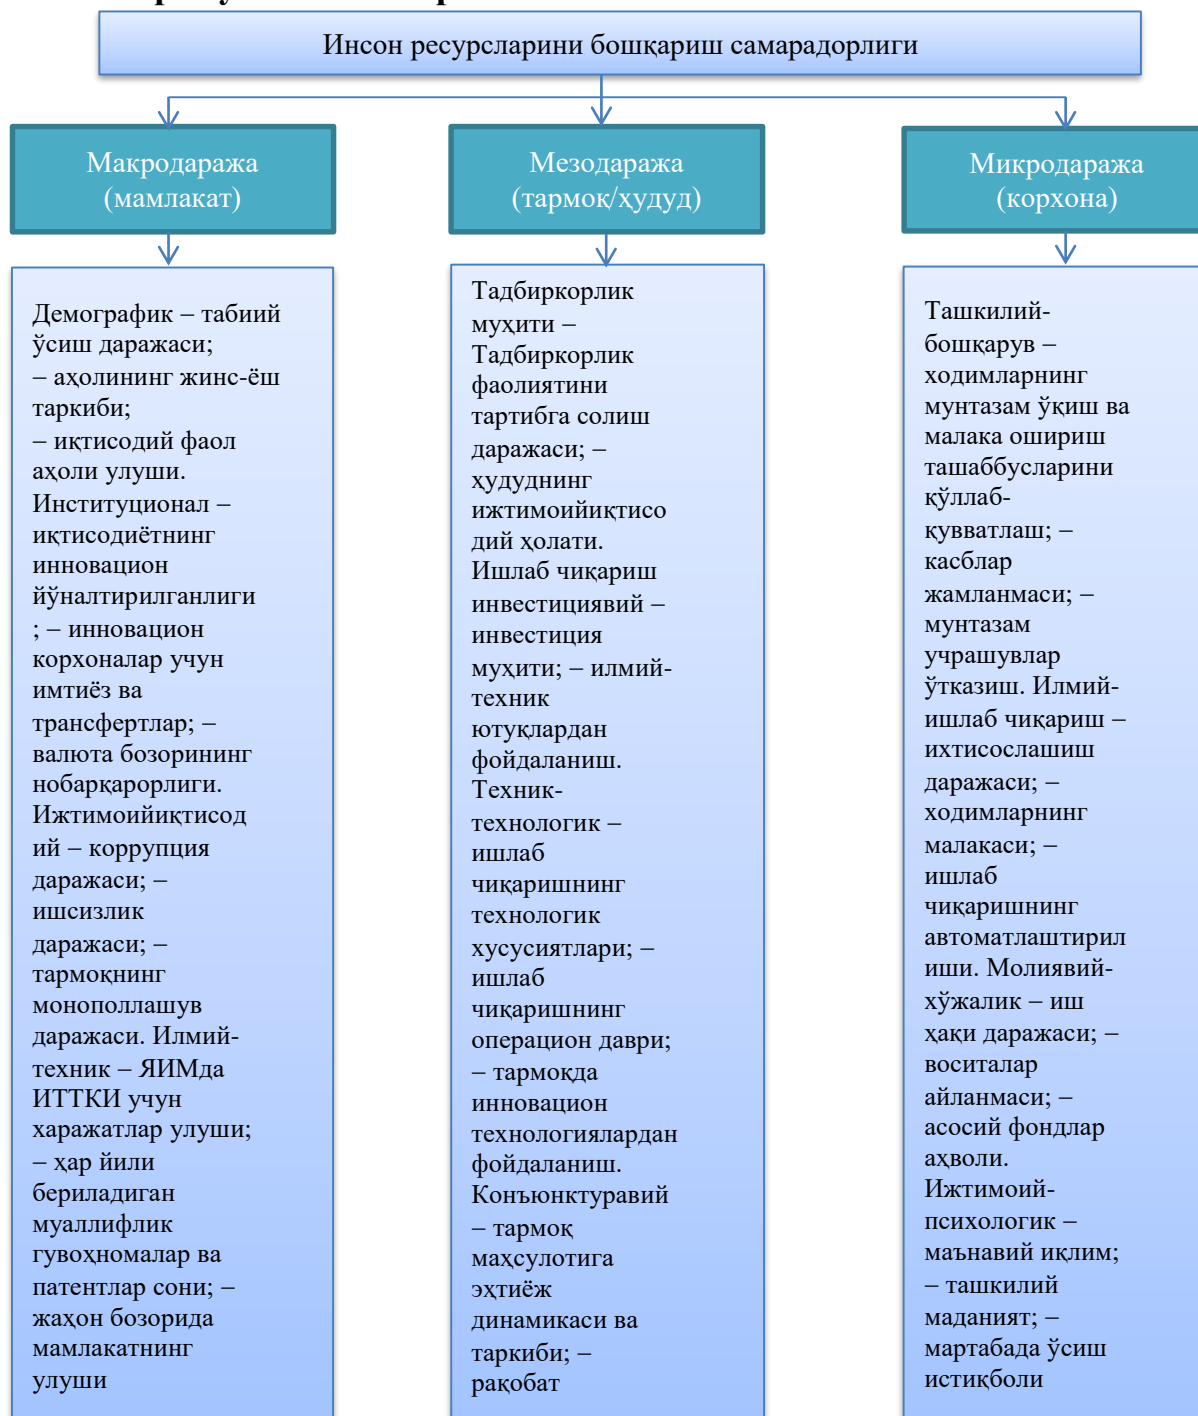 Инсон ресурсларини бошқариш самарадорлиги
Макродаража
(мамлакат)
Мезодаража
(тармоқ/ҳудуд)
Микродаража
(корхона)
Демографик – табиий
ўсиш даражаси;
– аҳолининг жинс-ёш
таркиби;
– иқтисодий фаол
аҳоли улуши.
Институционал –
иқтисодиётнинг
инновацион
йўналтирилганлиги
; – инновацион
корхоналар учун
имтиёз ва
трансфертлар; –
валюта бозорининг
нобарқарорлиги.
Ижтимоийиқтисод
ий – коррупция
даражаси; –
ишсизлик
даражаси; –
тармоқнинг
монополлашув
даражаси. Илмий-
техник – ЯИМда
ИТТКИ учун
харажатлар улуши;
– ҳар йили
бериладиган
муаллифлик
гувоҳномалар ва
патентлар сони; –
жаҳон бозорида
мамлакатнинг
улуши
Тадбиркорлик
муҳити –
Тадбиркорлик
фаолиятини
тартибга солиш
даражаси; –
ҳудуднинг
ижтимоийиқтисо
дий ҳолати.
Ишлаб чиқариш
инвестициявий –
инвестиция
муҳити; – илмий-
техник
ютуқлардан
фойдаланиш.
Техник-
технологик –
ишлаб
чиқаришнинг
технологик
хусусиятлари; –
ишлаб
чиқаришнинг
операцион даври;
– тармоқда
инновацион
технологиялардан
фойдаланиш.
Конъюнктуравий
– тармоқ
маҳсулотига
эҳтиёж
динамикаси ва
таркиби; –
рақобат
Ташкилий-
бошқарув –
ходимларнинг
мунтазам ўқиш ва
малака ошириш
ташаббусларини
қўллаб-
қувватлаш; –
касблар
жамланмаси; –
мунтазам
учрашувлар
ўтказиш. Илмий-
ишлаб чиқариш –
ихтисослашиш
даражаси; –
ходимларнинг
малакаси; –
ишлаб
чиқаришнинг
автоматлаштирил
иши. Молиявий-
хўжалик – иш
ҳақи даражаси; –
воситалар
айланмаси; –
асосий фондлар
аҳволи.
Ижтимоий-
психологик –
маънавий иқлим;
– ташкилий
маданият; –
мартабада ўсиш
истиқболи